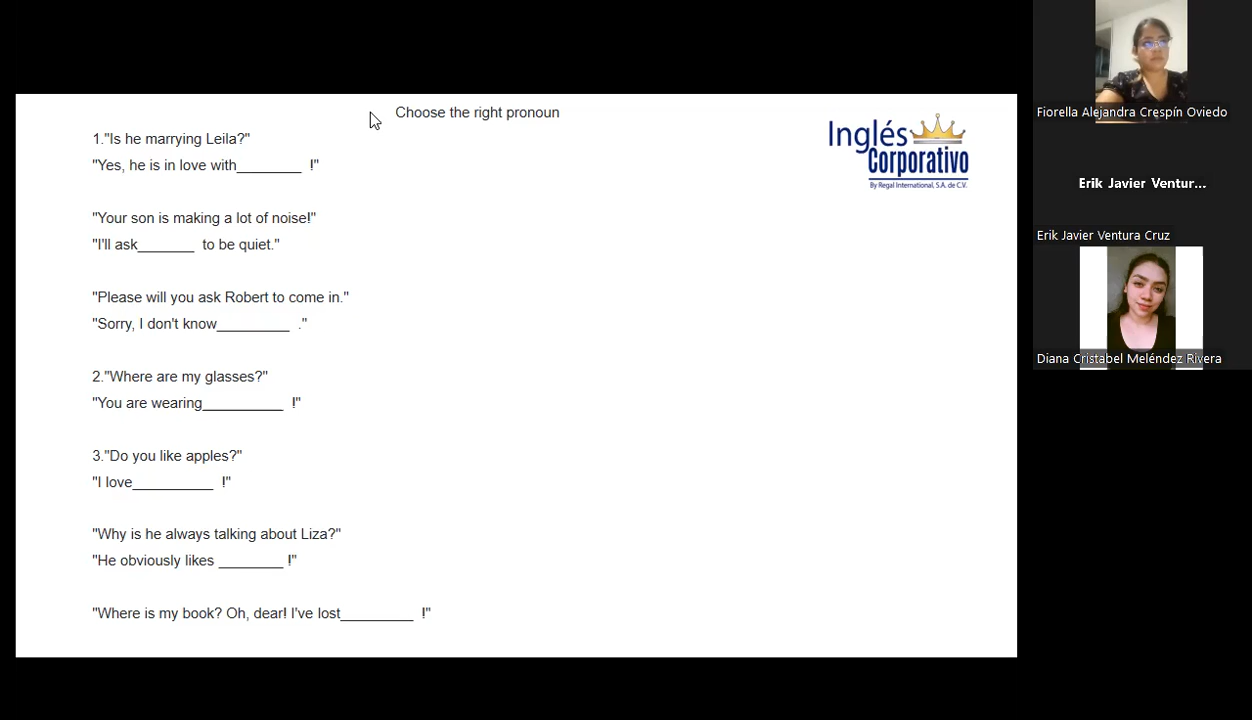 Choose the right pronoun
1."Is he marrying Leila?"
"Yes, he is in love with________ !"
"Your son is making a lot of noise!"
"I'll ask_______ to be quiet."
"Please will you ask Robert to come in."
"Sorry, I don't know_________ ."
2."Where are my glasses?"
"You are wearing__________ !"
3."Do you like apples?"
"I love__________ !"
"Why is he always talking about Liza?"
"He obviously likes ________ !"
"Where is my book? Oh, dear! I've lost_________ !"
Inglés
Corporativo
By Regal International, S.A. de C.V.
Fiorella Alejandra Crespín Oviedo
Erik Javier Ventur...
Erik Javier Ventura Cruz
Diana Cristabel Meléndez Rivera